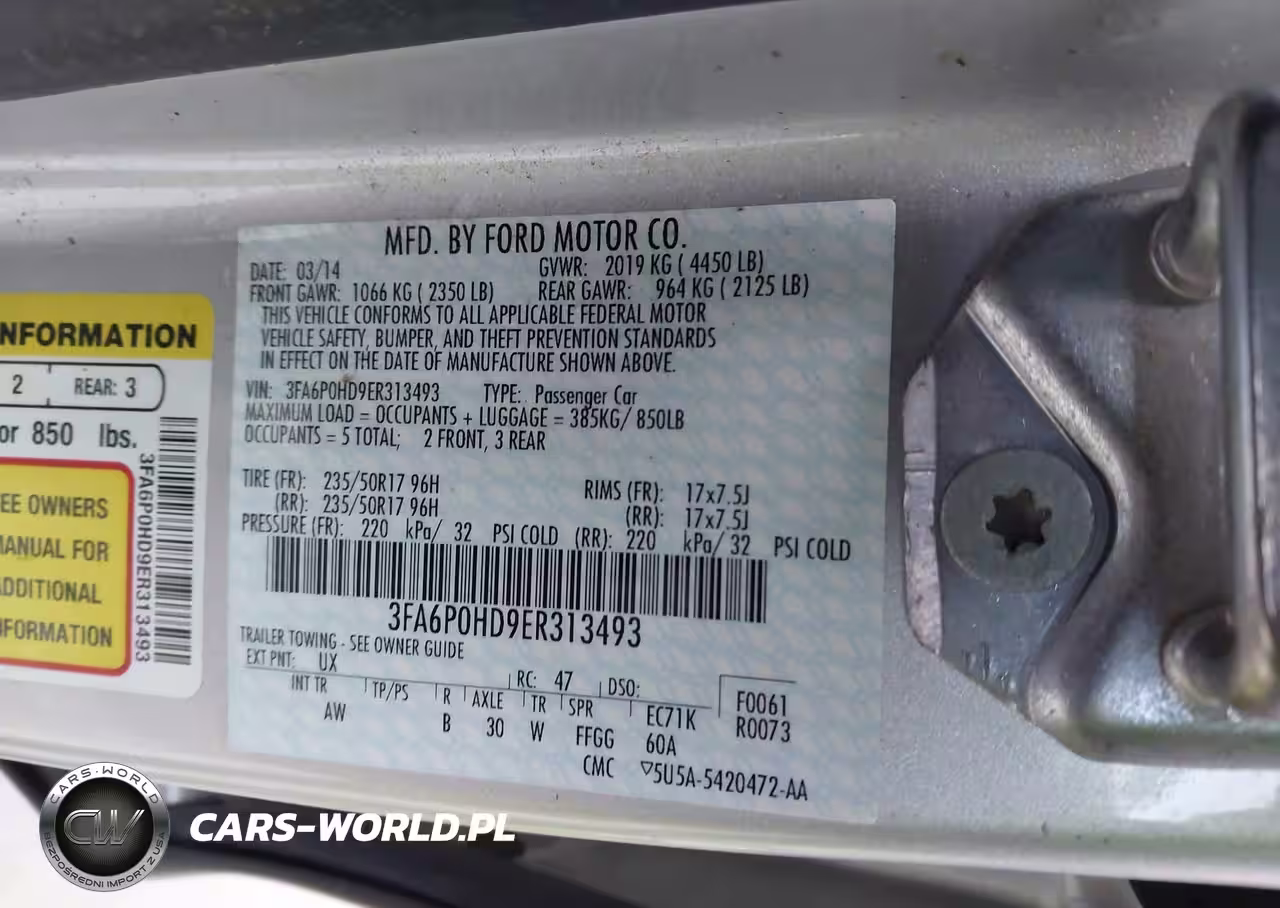 MFD. BY FORD MOTOR CO.
DATE: 03/14 GVWR: 2019 KG ( 4450 LB)
FRONT GAWR: 1066 KG ( 2350 LB) REAR GAWR: 964 KG ( 2125 LB)
THIS VEHICLE CONFORMS TO ALL APPLICABLE FEDERAL MOTOR
VEHICLE SAFETY, BUMPER, AND THEFT PREVENTION STANDARDS
IN EFFECT ON THE DATE OF MANUFACTURE SHOWN ABOVE.
VIN: 3FA6P0HD9ER313493 TYPE: Passenger Car
MAXIMUM LOAD = OCCUPANTS + LUGGAGE = 385KG/ 850LB
OCCUPANTS = 5 TOTAL; 2 FRONT, 3 REAR
TIRE (FR): 235/50R17 96H RIMS (FR): 17x7.5J
(RR): 235/50R17 96H (RR): 17x7.5J
PRESSURE (FR): 220 kPa/ 32 PSI COLD (RR): 220 kPa/ 32 PSI COLD
3FA6P0HD9ER313493
TRAILER TOWING - SEE OWNER GUIDE
EXT PNT: UX RC: 47 DSO: F0061
INT TR TP/PS R AXLE TR SPR EC71K R0073
AW B 30 W FFGG 60A
CMC ▽5U5A-5420472-AA
NFORMATION
2 REAR: 3
or 850 lbs.
EE OWNERS
MANUAL FOR
ADDITIONAL
NFORMATION
3FA6P0HD9ER313493
CARS-WORLD
CW
BEZPOŚREDNI IMPORT Z USA
CARS-WORLD.PL